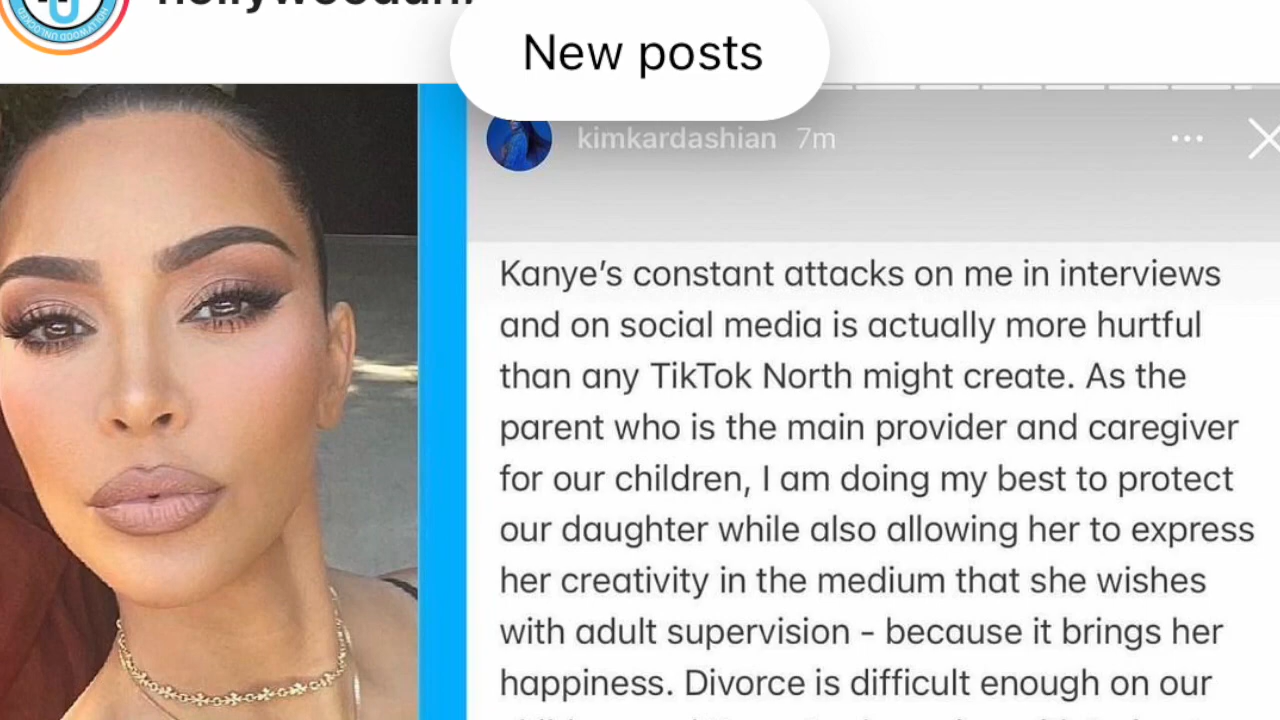 New posts
HOLLYWOOD UNLOCKED
kimkardashian 7m
Kanye’s constant attacks on me in interviews
and on social media is actually more hurtful
than any TikTok North might create. As the
parent who is the main provider and caregiver
for our children, I am doing my best to protect
our daughter while also allowing her to express
her creativity in the medium that she wishes
with adult supervision - because it brings her
happiness. Divorce is difficult enough on our